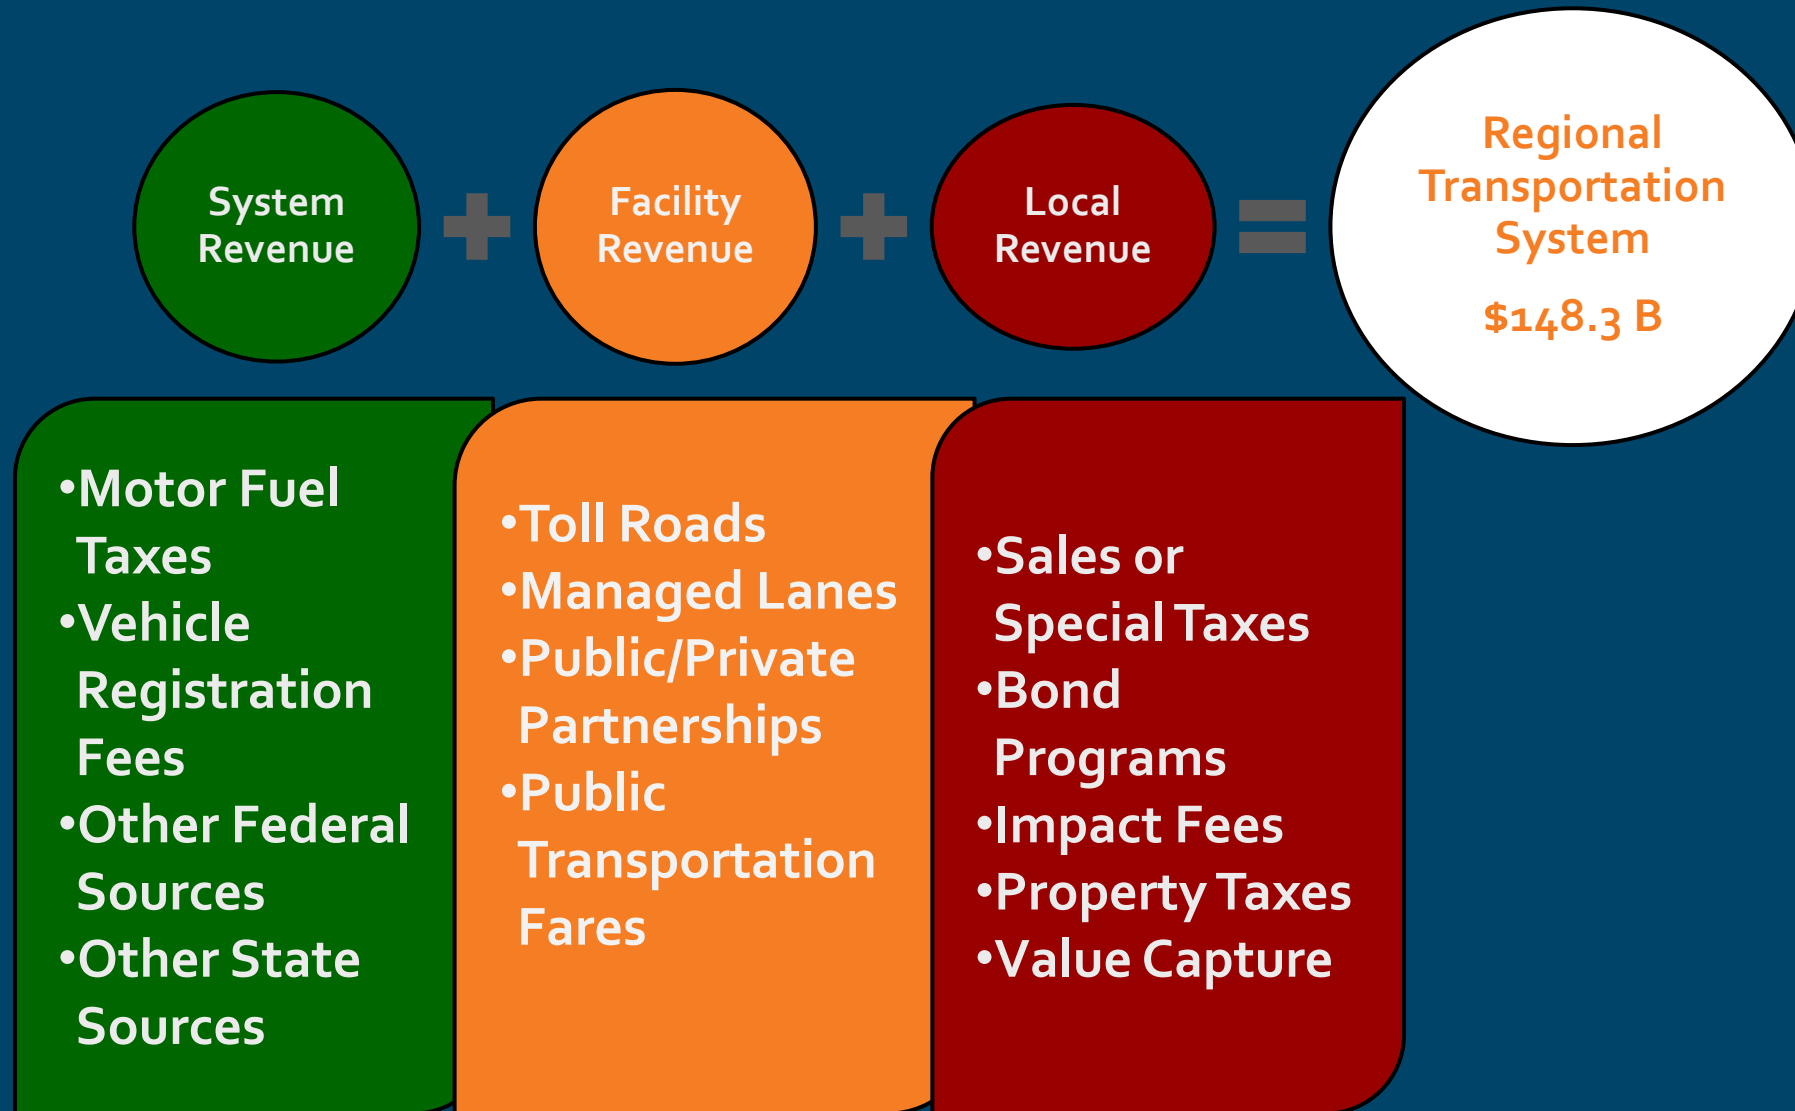 System
Revenue
Facility
Revenue
Local
Revenue
Regional
Transportation
System
$148.3 B
•Motor Fuel
Taxes
•Vehicle
Registration
Fees
•Other Federal
Sources
•Other State
Sources
•Toll Roads
•Managed Lanes
•Public/Private
Partnerships
•Public
Transportation
Fares
•Sales or
Special Taxes
•Bond
Programs
•Impact Fees
•Property Taxes
•Value Capture